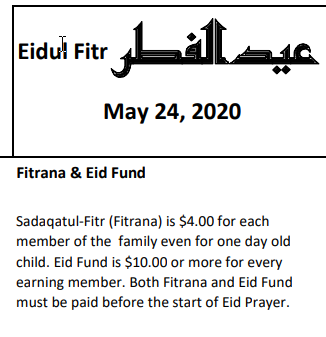 Eidul Fitr عيد الفطر
May 24, 2020
Fitrana & Eid Fund
Sadaqatul-Fitr (Fitrana) is $4.00 for each
member of the family even for one day old
child. Eid Fund is $10.00 or more for every
earning member. Both Fitrana and Eid Fund
must be paid before the start of Eid Prayer.